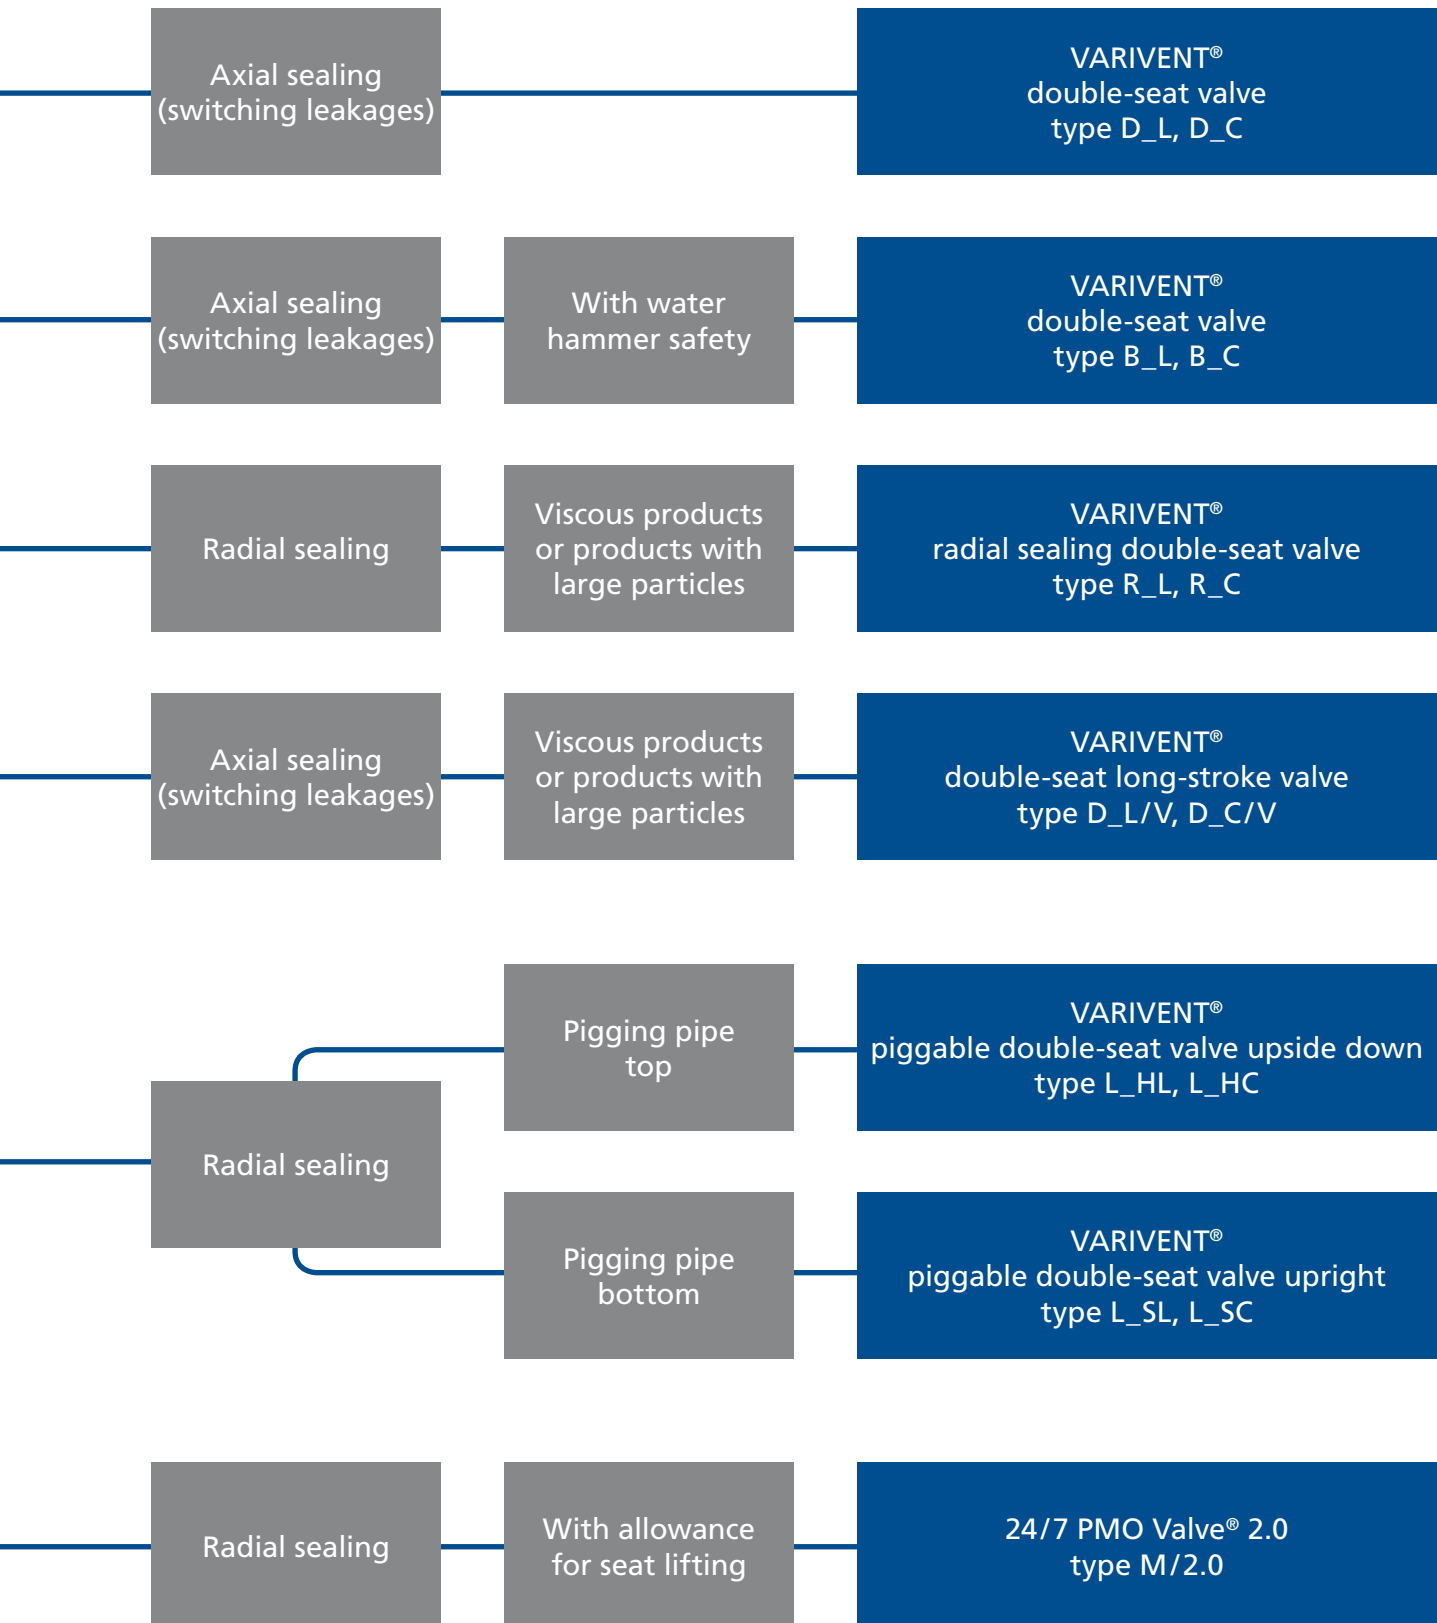 Axial sealing
(switching leakages)
VARIVENT®
double-seat valve
type D_L, D_C
Axial sealing
(switching leakages)
With water
hammer safety
VARIVENT®
double-seat valve
type B_L, B_C
Radial sealing
Viscous products
or products with
large particles
VARIVENT®
radial sealing double-seat valve
type R_L, R_C
Axial sealing
(switching leakages)
Viscous products
or products with
large particles
VARIVENT®
double-seat long-stroke valve
type D_L/V, D_C/V
Radial sealing
Pigging pipe
top
VARIVENT®
piggable double-seat valve upside down
type L_HL, L_HC
Pigging pipe
bottom
VARIVENT®
piggable double-seat valve upright
type L_SL, L_SC
Radial sealing
With allowance
for seat lifting
24/7 PMO Valve® 2.0
type M/2.0